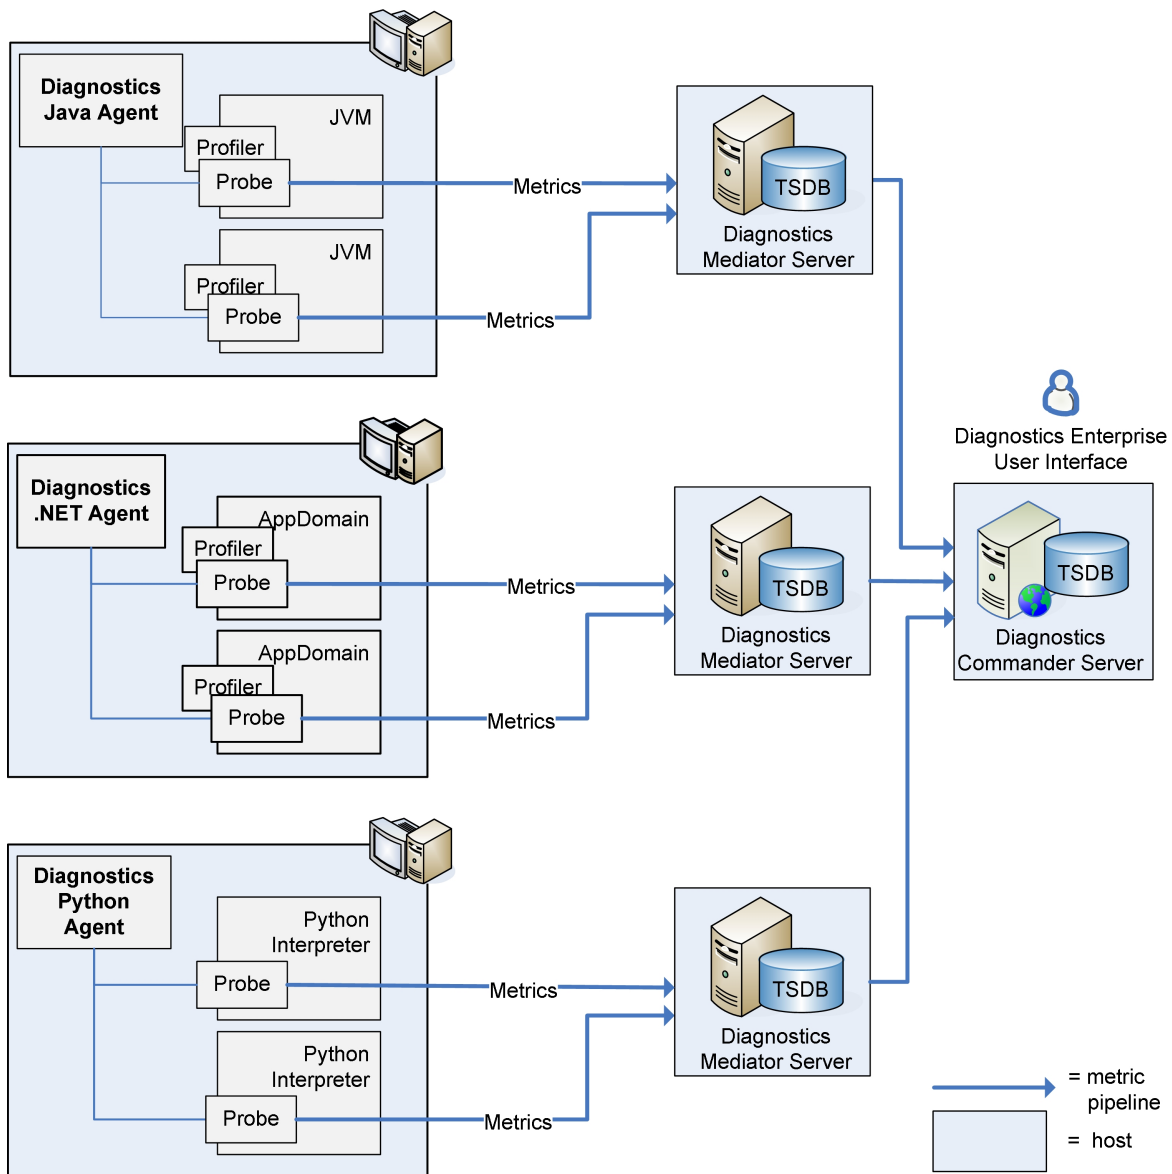 Diagnostics
Java Agent
JVM
Profiler
Probe
Metrics
JVM
Profiler
Probe
Metrics
TSDB
Diagnostics
Mediator Server
Diagnostics
.NET Agent
AppDomain
Profiler
Probe
Metrics
AppDomain
Profiler
Probe
Metrics
TSDB
Diagnostics
Mediator Server
Diagnostics Enterprise
User Interface
TSDB
Diagnostics
Commander Server
Diagnostics
Python
Agent
Python
Interpreter
Probe
Metrics
Python
Interpreter
Probe
Metrics
TSDB
Diagnostics
Mediator Server
= metric
pipeline
= host